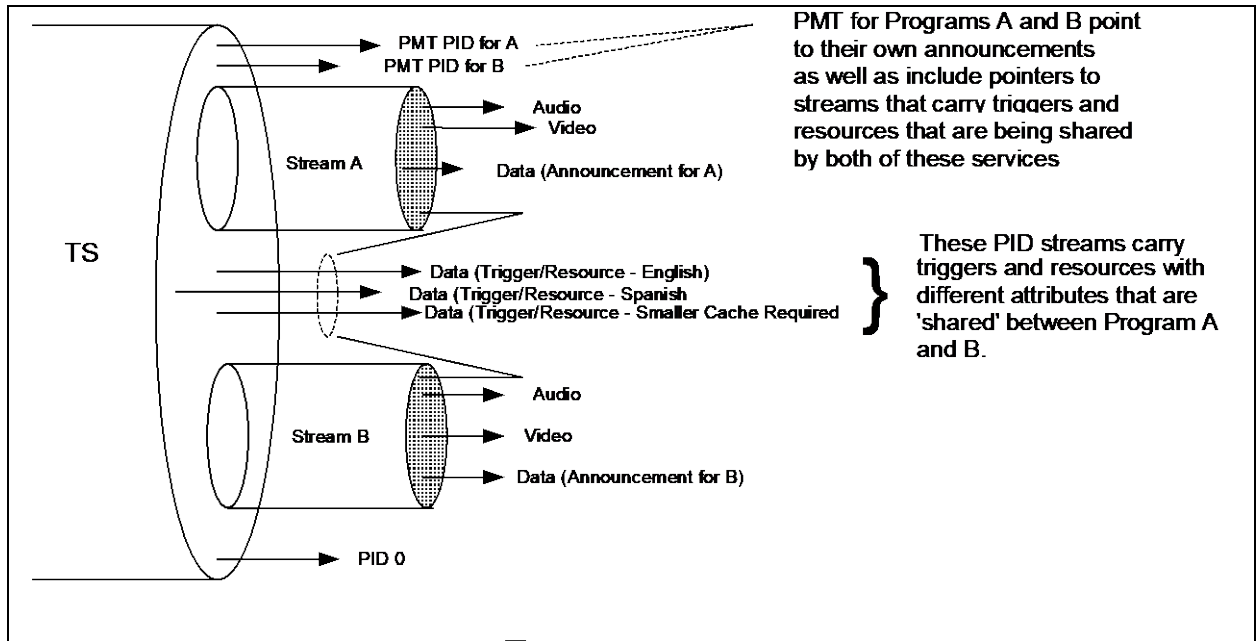 PMT PID for A
PMT PID for B
PMT for Programs A and B point
to their own announcements
as well as include pointers to
streams that carry triggers and
resources that are being shared
by both of these services
Audio
Video
Stream A
Data (Announcement for A)
TS
Data (Trigger/Resource - English)
Data (Trigger/Resource - Spanish
Data (Trigger/Resource - Smaller Cache Required
}
These PID streams carry
triggers and resources with
different attributes that are
'shared' between Program A
and B.
Audio
Stream B
Video
Data (Announcement for B)
PID 0